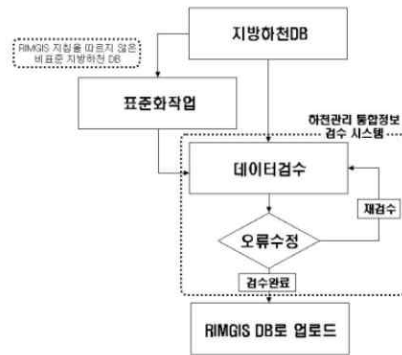 지방하천DB
RIMGIS 지침을 따르지 않은
비표준 지방하천 DB
표준화작업
하천관리 통합정보
검수 시스템
데이터검수
재검수
오류수정
검수완료
RIMGIS DB로 업로드